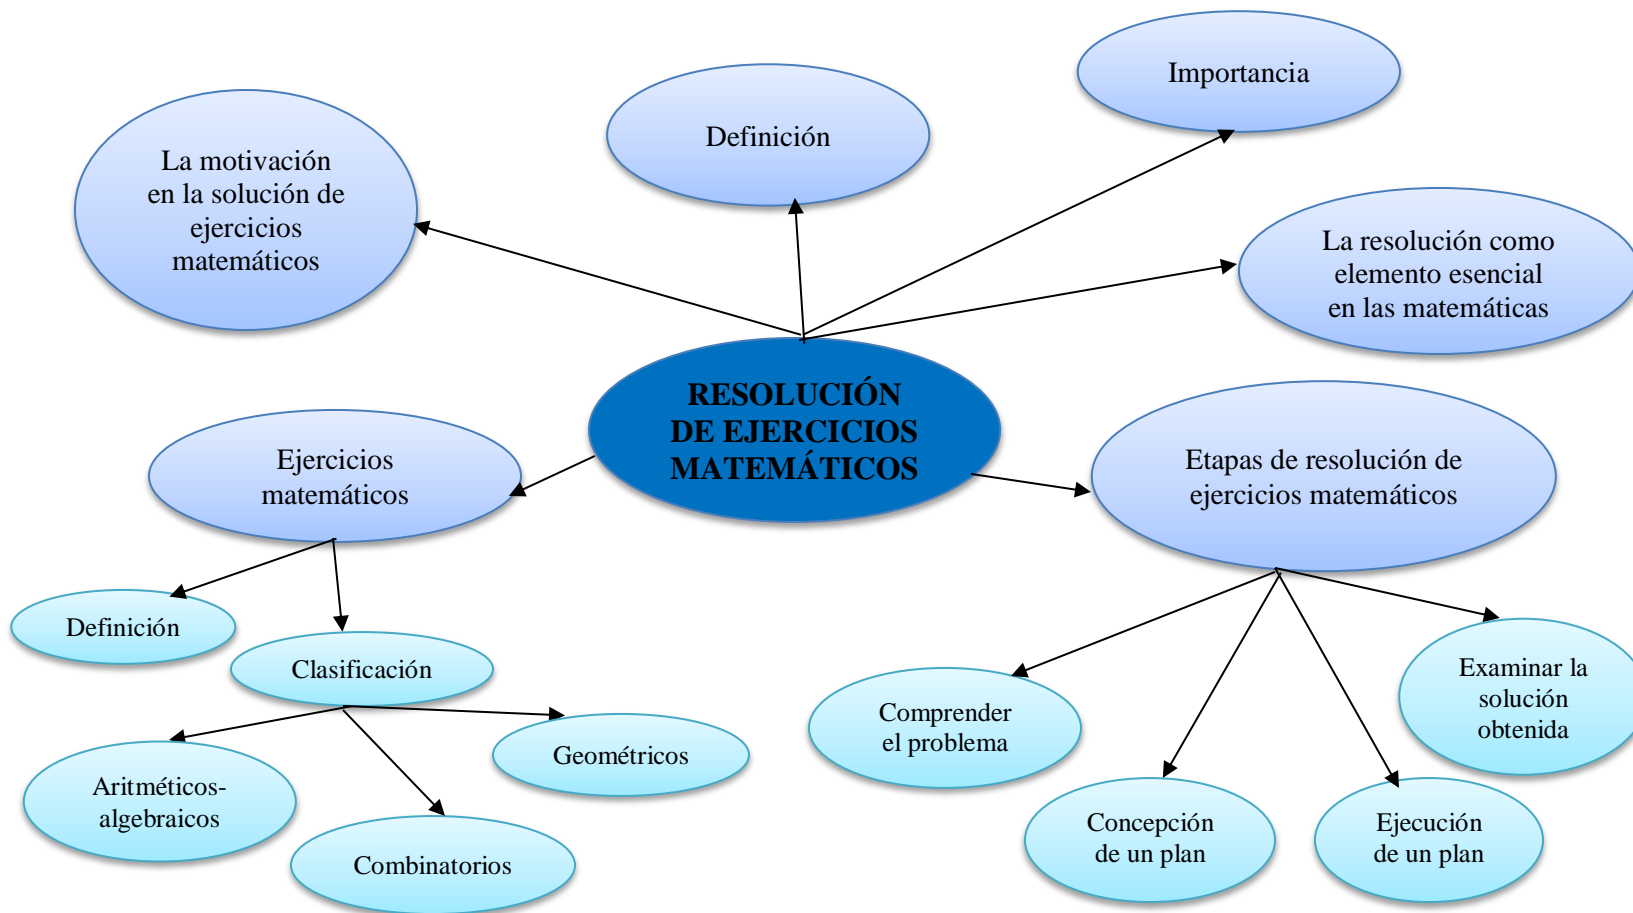 Importancia
Definición
La motivación
en la solución de
ejercicios
matemáticos
La resolución como
elemento esencial
en las matemáticas
RESOLUCIÓN
DE EJERCICIOS
MATEMÁTICOS
Ejercicios
matemáticos
Etapas de resolución de
ejercicios matemáticos
Definición
Clasificación
Aritméticos-
algebraicos
Combinatorios
Geométricos
Comprender
el problema
Concepción
de un plan
Ejecución
de un plan
Examinar la
solución
obtenida